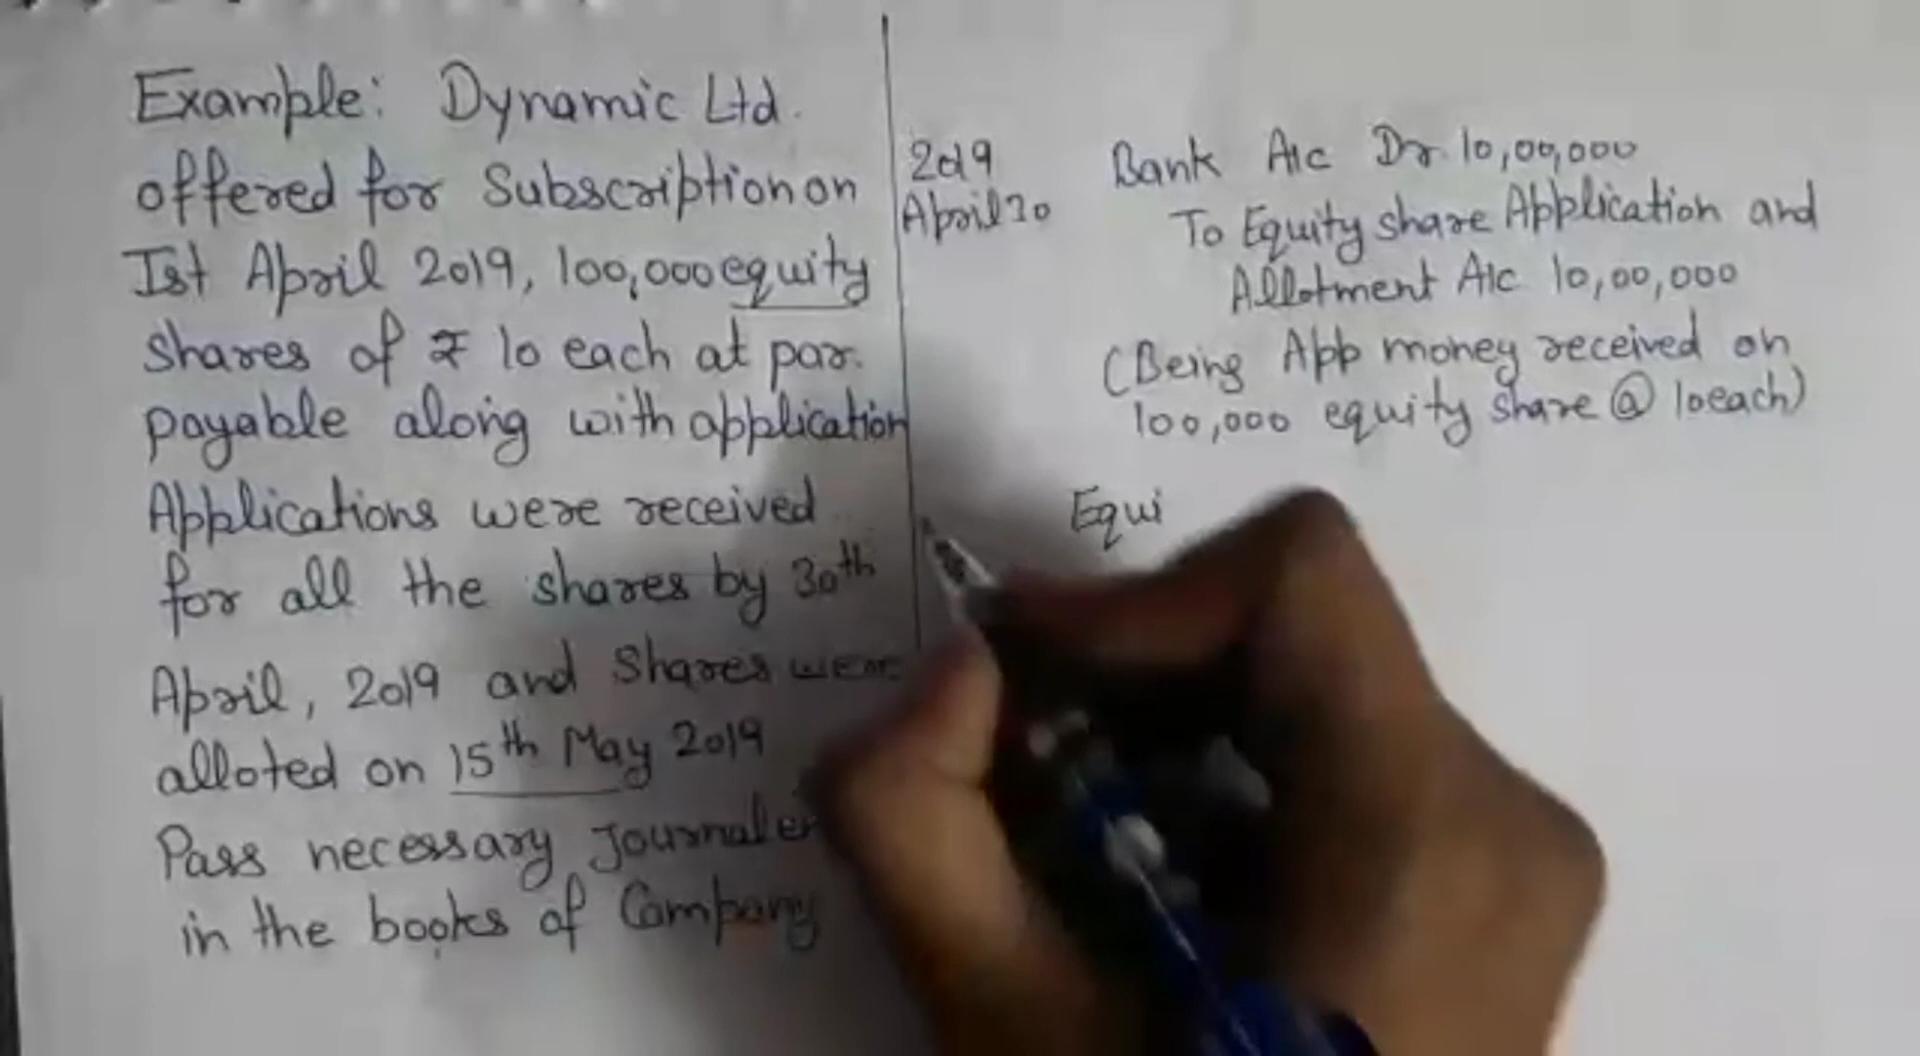 Example: Dynamic Ltd.
offered for Subscription on
Ist April 2019, 100,000 equity
Shares of ₹ 10 each at par.
payable along with application
Applications were received
for all the shares by 30th
April, 2019 and Shares were
alloted on 15th May 2019
Pass necessary Journal en
in the books of Company
2019
April 30
Bank A/c Dr. 10,00,000
To Equity share Application and
Allotment A/c 10,00,000
(Being App money received on
100,000 equity share @ 10 each)
Equi